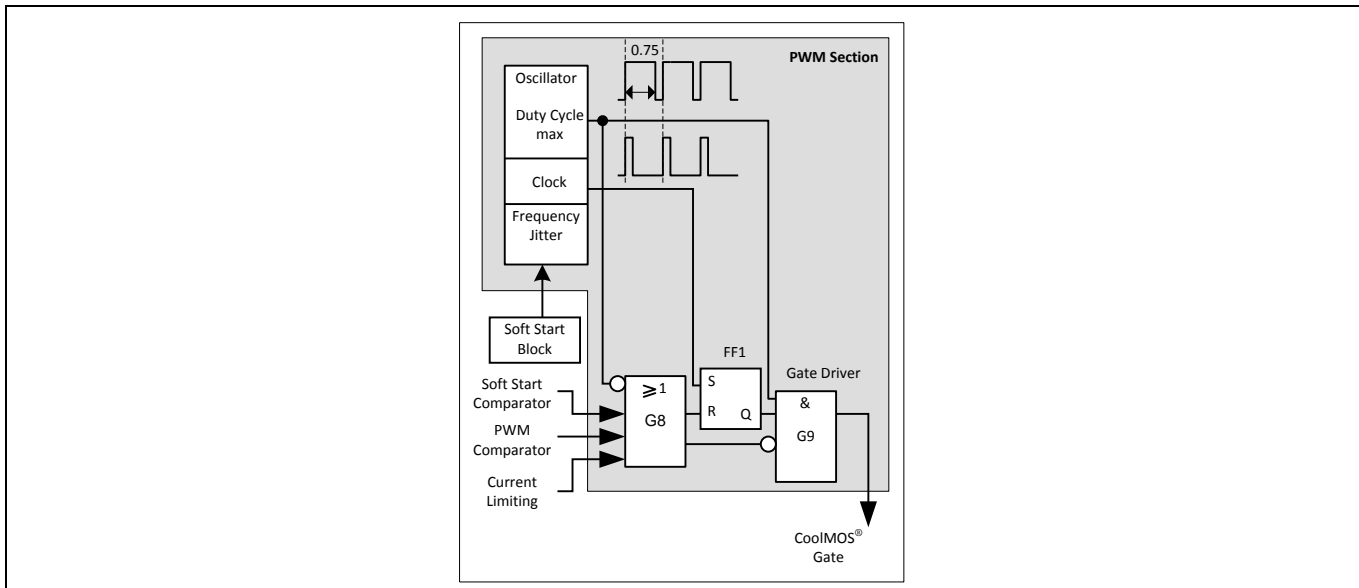 0.75
PWM Section
Oscillator
Duty Cycle
max
Clock
Frequency
Jitter
Soft Start
Block
FF1
Gate Driver
Soft Start
Comparator
PWM
Comparator
Current
Limiting
⩾1
G8
S
R
Q
&
G9
CoolMOS®
Gate